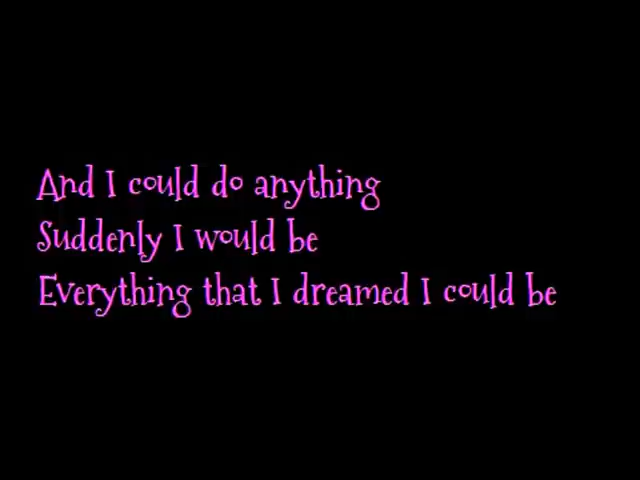 And I could do anything
Suddenly I would be
Everything that I dreamed I could be